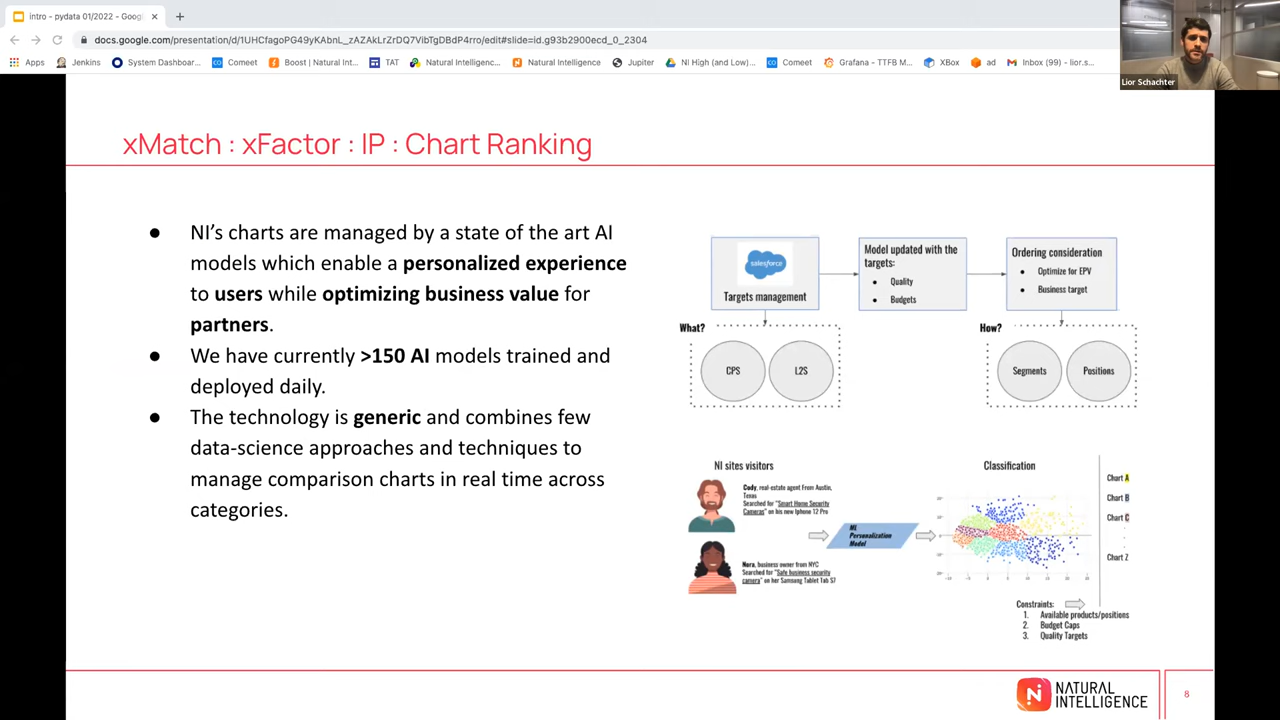 intro - pydata 01/2022 - Goog
docs.google.com/presentation/d/1UHCfagoPG49yKAbnL_zAZAkLrZrDQ7VibTgDBdP4rro/edit#slide=id.g93b2900ecd_0_2304
Apps Jenkins System Dashboar... Comeet Boost | Natural Int... TAT Natural Intelligenc... Natural Intelligence Jupiter NI High (and Low)... Comeet Grafana - TTFB M... XBox ad Inbox (99) - lior.s...
Lior Schachter
xMatch : xFactor : IP : Chart Ranking
● NI’s charts are managed by a state of the art AI
models which enable a personalized experience
to users while optimizing business value for
partners.
● We have currently >150 AI models trained and
deployed daily.
● The technology is generic and combines few
data-science approaches and techniques to
manage comparison charts in real time across
categories.
salesforce
Targets management
Model updated with the
targets:
● Quality
● Budgets
Ordering consideration
● Optimize for EPV
● Business target
What?
CPS
L2S
How?
Segments
Positions
NI sites visitors
Cody, real-estate agent From Austin,
Texas
Searched for "Smart Home Security
Cameras" on his new Iphone 12 Pro
Nora, business owner from NYC
Searched for "Safe business security
camera" on her Samsung Tablet Tab S7
ML
Personalization
Model
Classification
Chart A
Chart B
Chart C
Chart Z
Constraints:
1. Available products/positions
2. Budget Caps
3. Quality Targets
NATURAL
INTELLIGENCE
8